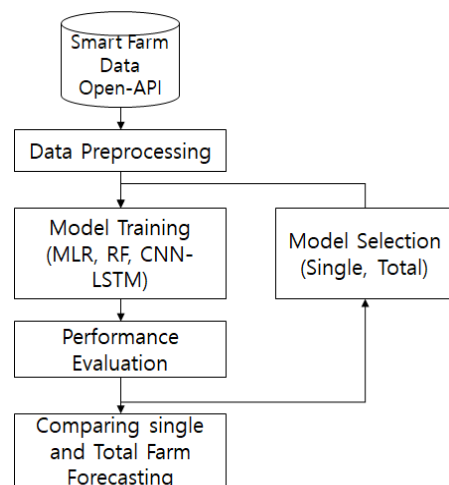 Smart Farm
Data
Open-API
Data Preprocessing
Model Training
(MLR, RF, CNN-
LSTM)
Model Selection
(Single, Total)
Performance
Evaluation
Comparing single
and Total Farm
Forecasting